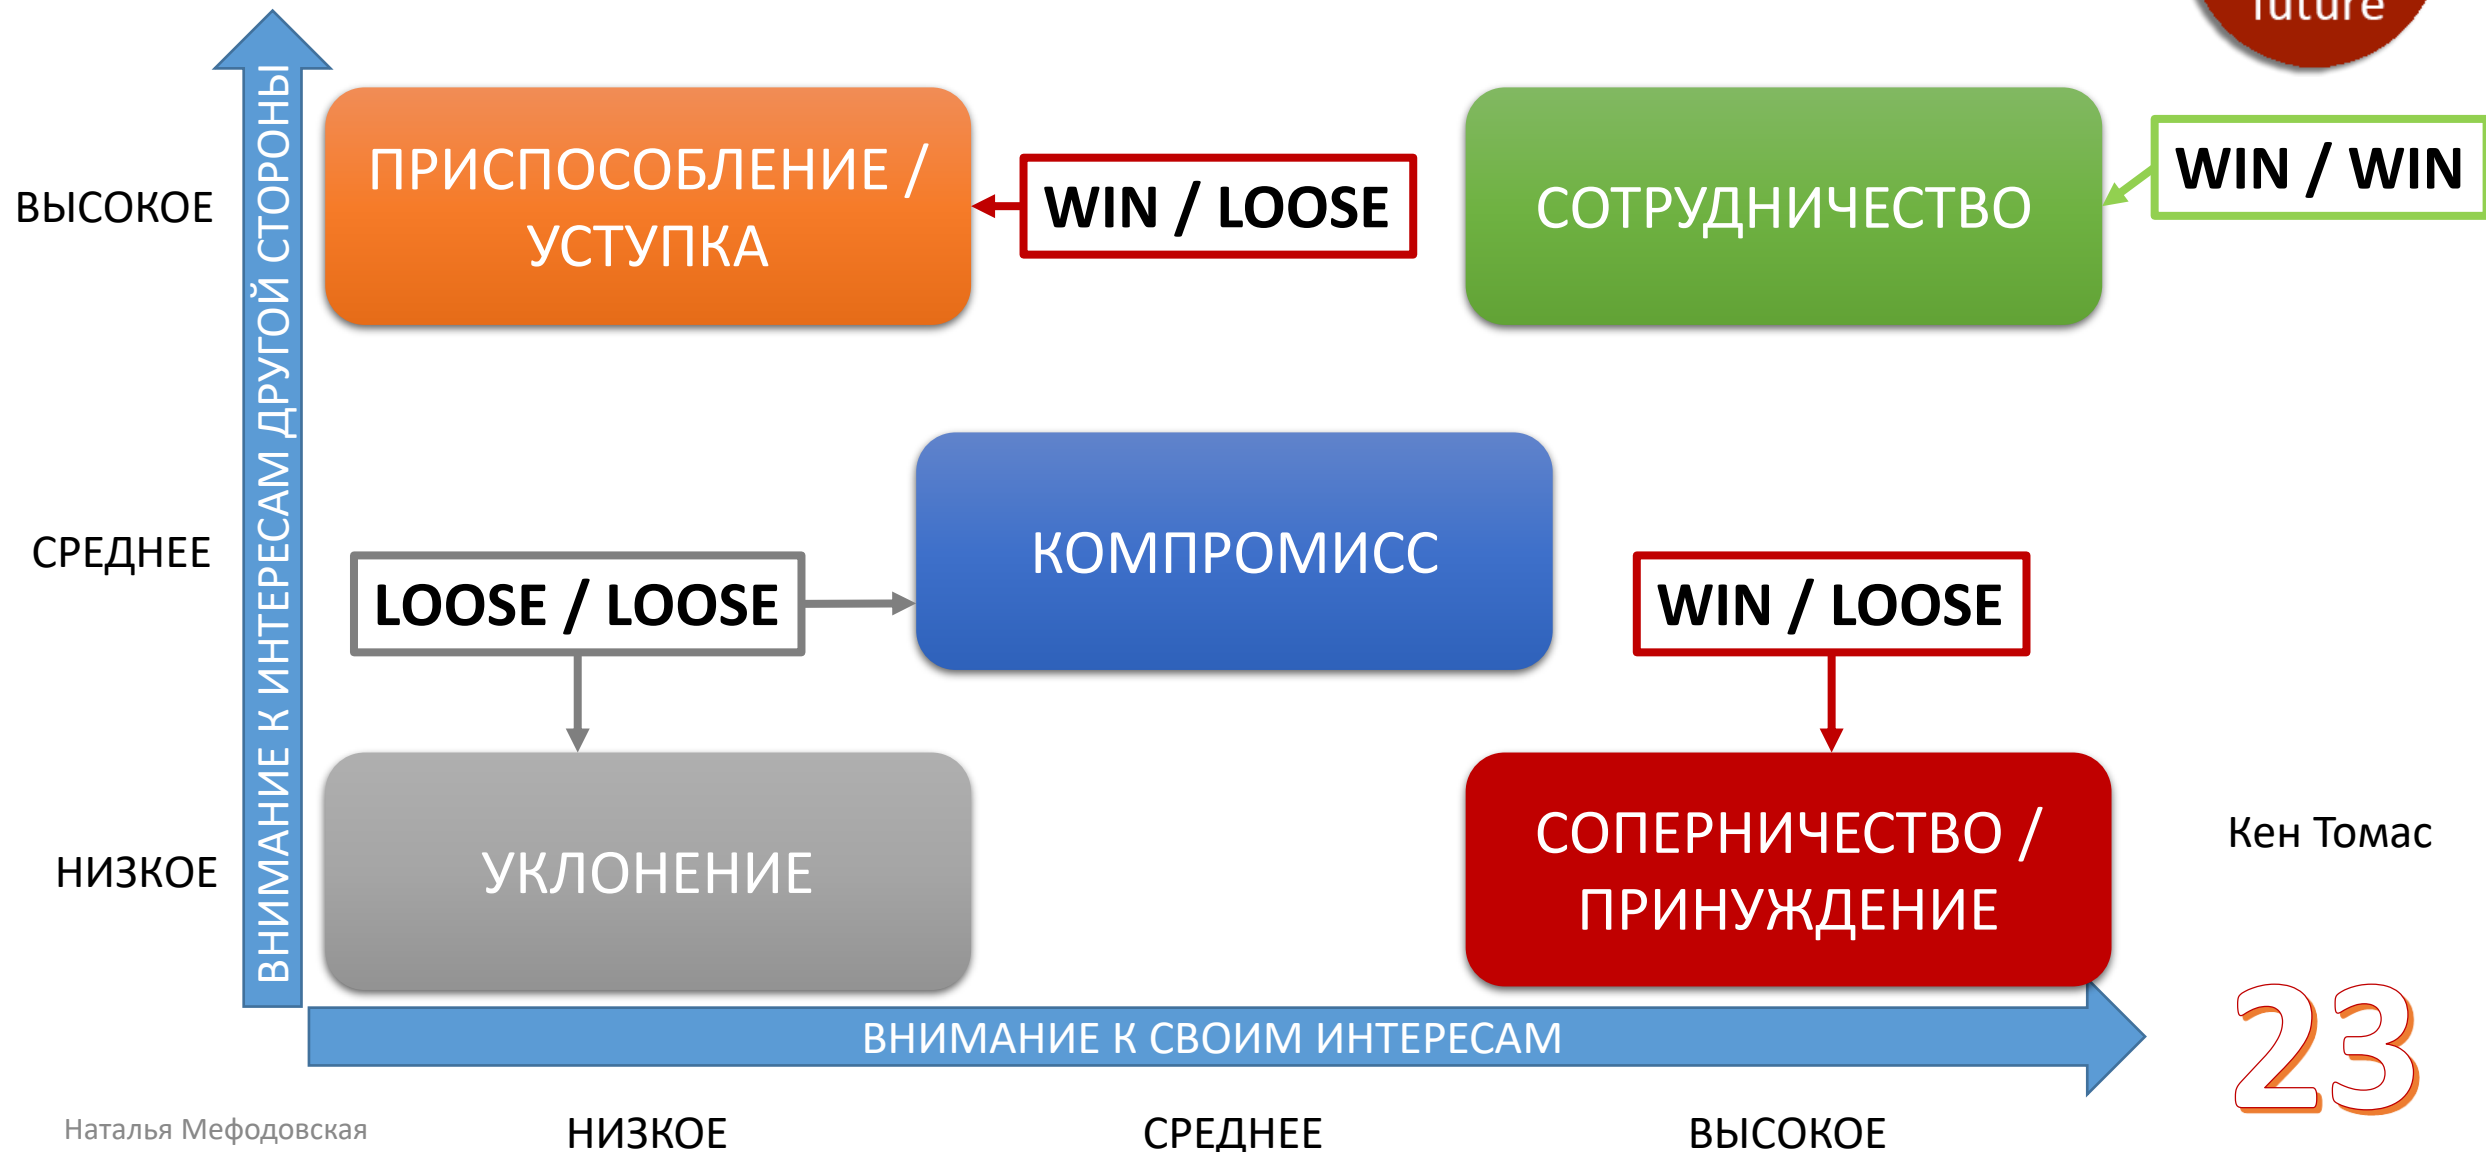 future
ВНИМАНИЕ К ИНТЕРЕСАМ ДРУГОЙ СТОРОНЫ
ВЫСОКОЕ
ПРИСПОСОБЛЕНИЕ /
УСТУПКА
WIN / LOOSE
СОТРУДНИЧЕСТВО
WIN / WIN
СРЕДНЕЕ
LOOSE / LOOSE
КОМПРОМИСС
WIN / LOOSE
НИЗКОЕ
УКЛОНЕНИЕ
СОПЕРНИЧЕСТВО /
ПРИНУЖДЕНИЕ
Кен Томас
ВНИМАНИЕ К СВОИМ ИНТЕРЕСАМ
23
Наталья Мефодовская
НИЗКОЕ
СРЕДНЕЕ
ВЫСОКОЕ